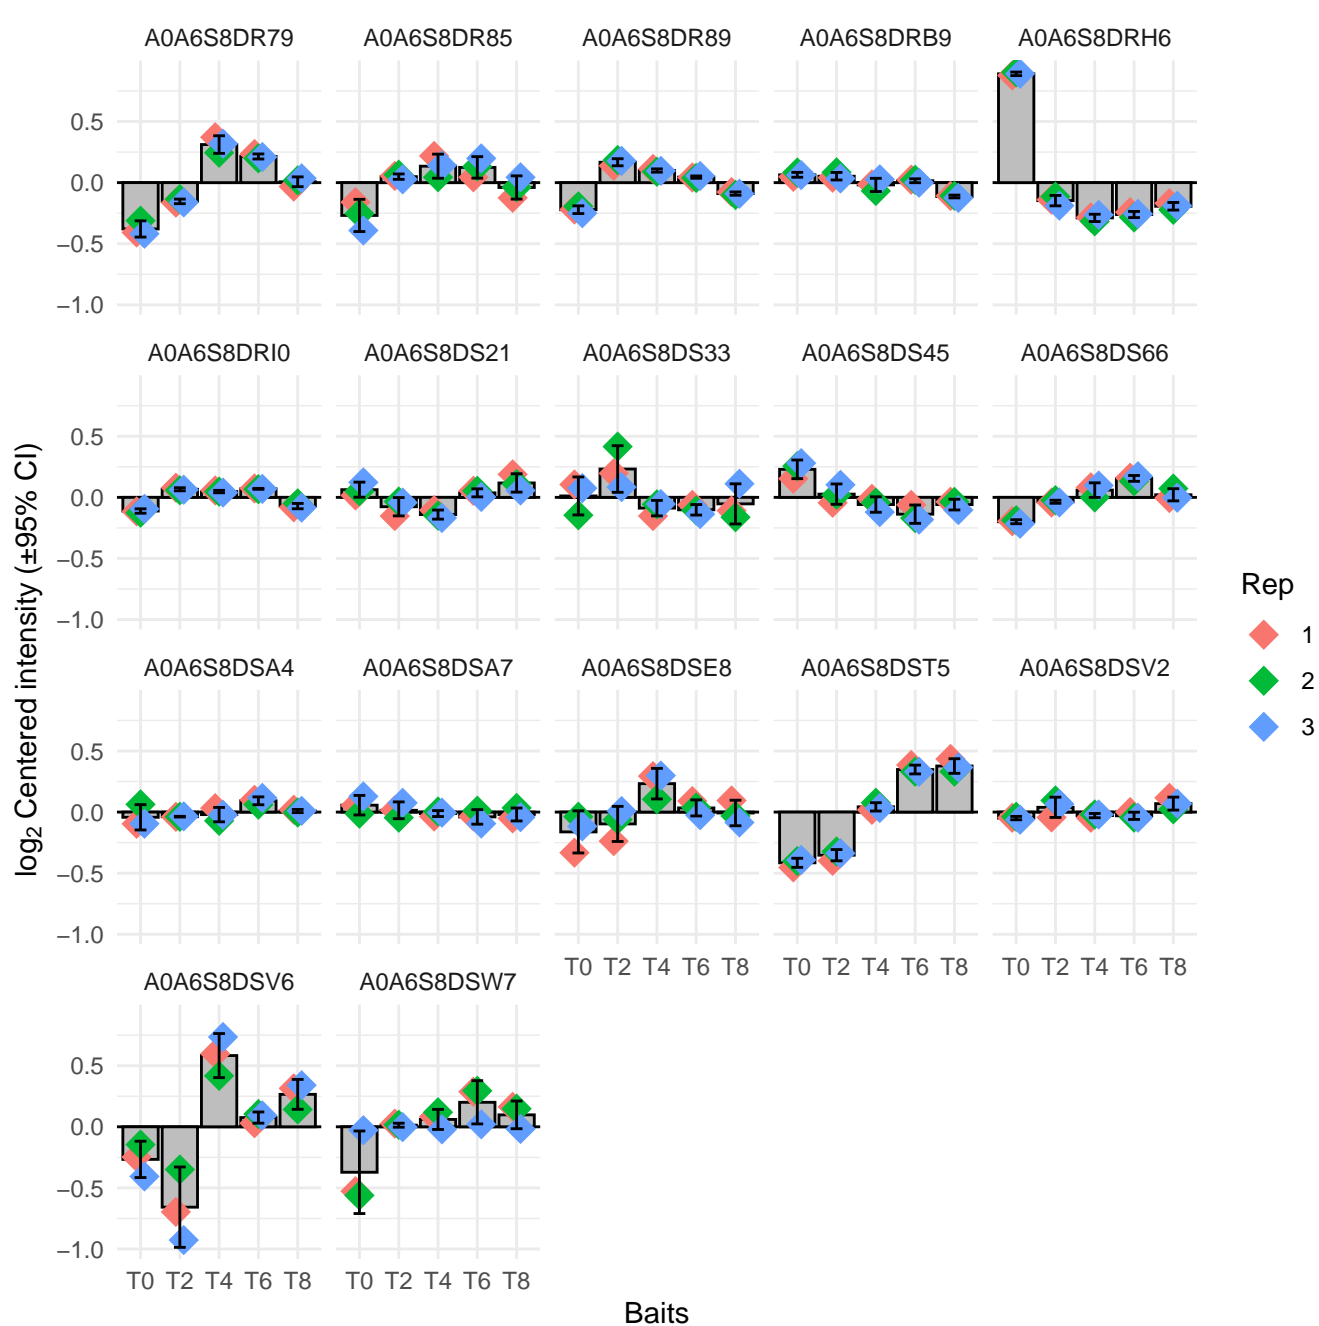 A0A6S8DR79 A0A6S8DR85 A0A6S8DR89 A0A6S8DRB9 A0A6S8DRH6
0.5
0.0
−0.5
−1.0
A0A6S8DRI0 A0A6S8DS21 A0A6S8DS33 A0A6S8DS45 A0A6S8DS66
0.5
0.0
−0.5
−1.0
A0A6S8DSA4 A0A6S8DSA7 A0A6S8DSE8 A0A6S8DST5 A0A6S8DSV2
0.5
0.0
−0.5
−1.0
T0 T2 T4 T6 T8 T0 T2 T4 T6 T8 T0 T2 T4 T6 T8
A0A6S8DSV6 A0A6S8DSW7
0.5
0.0
−0.5
−1.0
T0 T2 T4 T6 T8 T0 T2 T4 T6 T8
Baits
log2 Centered intensity (±95% CI)
Rep
1
2
3